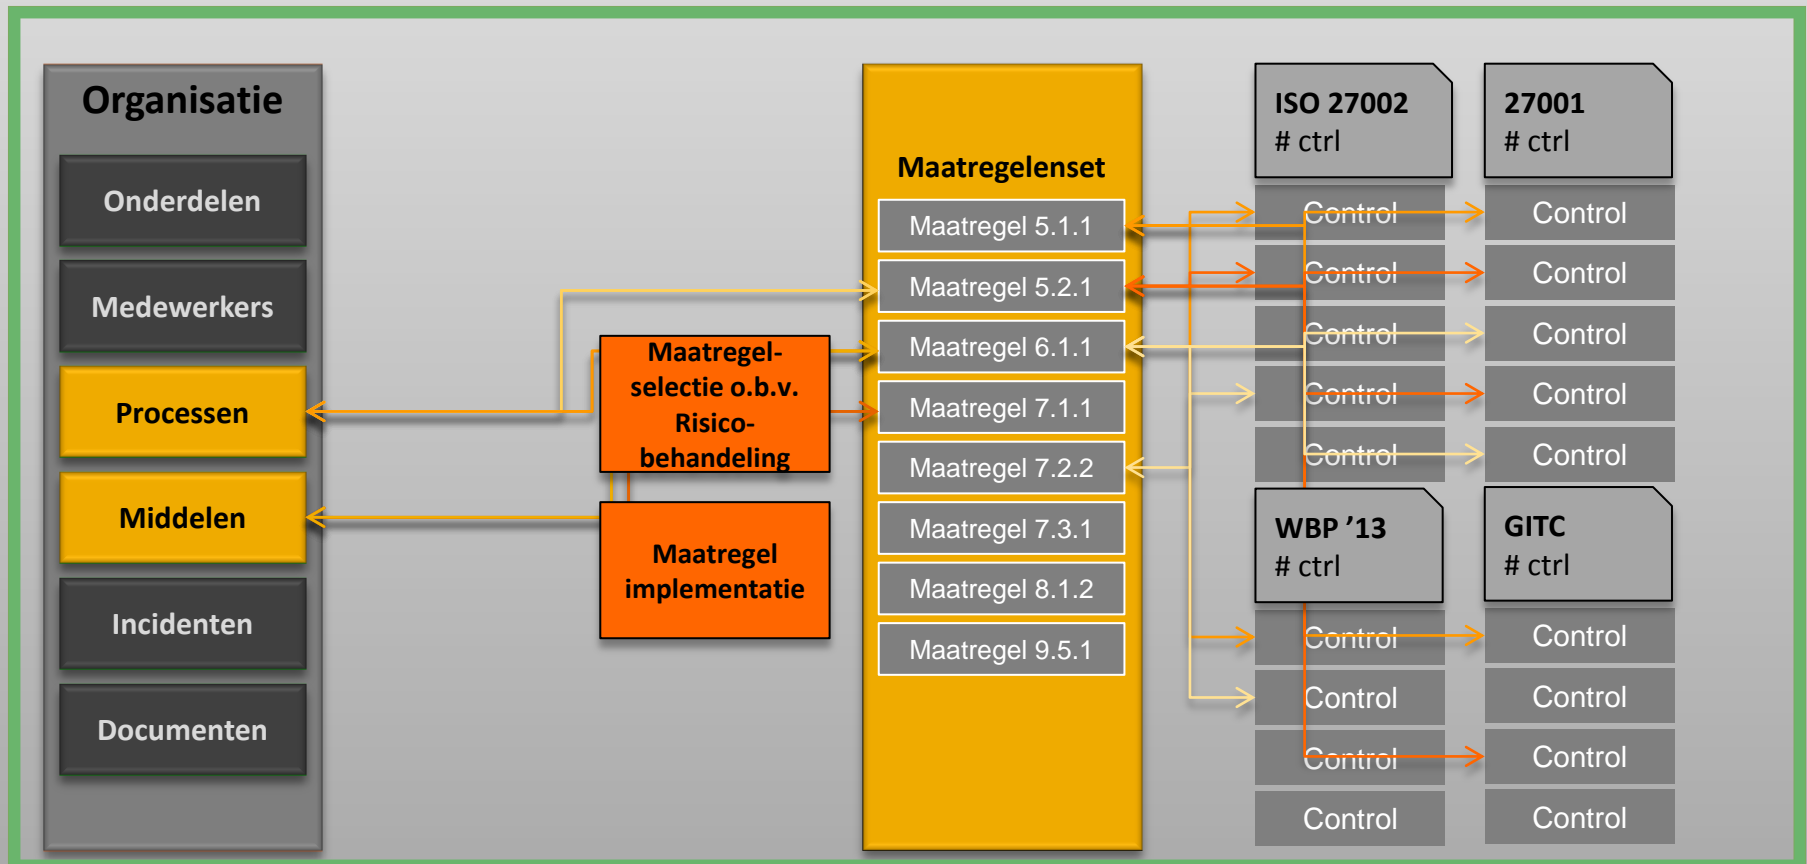 Organisatie
Onderdelen
Medewerkers
Processen
Middelen
Incidenten
Documenten
Maatregel-
selectie o.b.v.
Risico-
behandeling
Maatregel
implementatie
Maatregelenset
Maatregel 5.1.1
Maatregel 5.2.1
Maatregel 6.1.1
Maatregel 7.1.1
Maatregel 7.2.2
Maatregel 7.3.1
Maatregel 8.1.2
Maatregel 9.5.1
ISO 27002
# ctrl
Control
Control
Control
Control
Control
27001
# ctrl
Control
Control
Control
Control
Control
WBP ’13
# ctrl
Control
Control
Control
Control
GITC
# ctrl
Control
Control
Control
Control